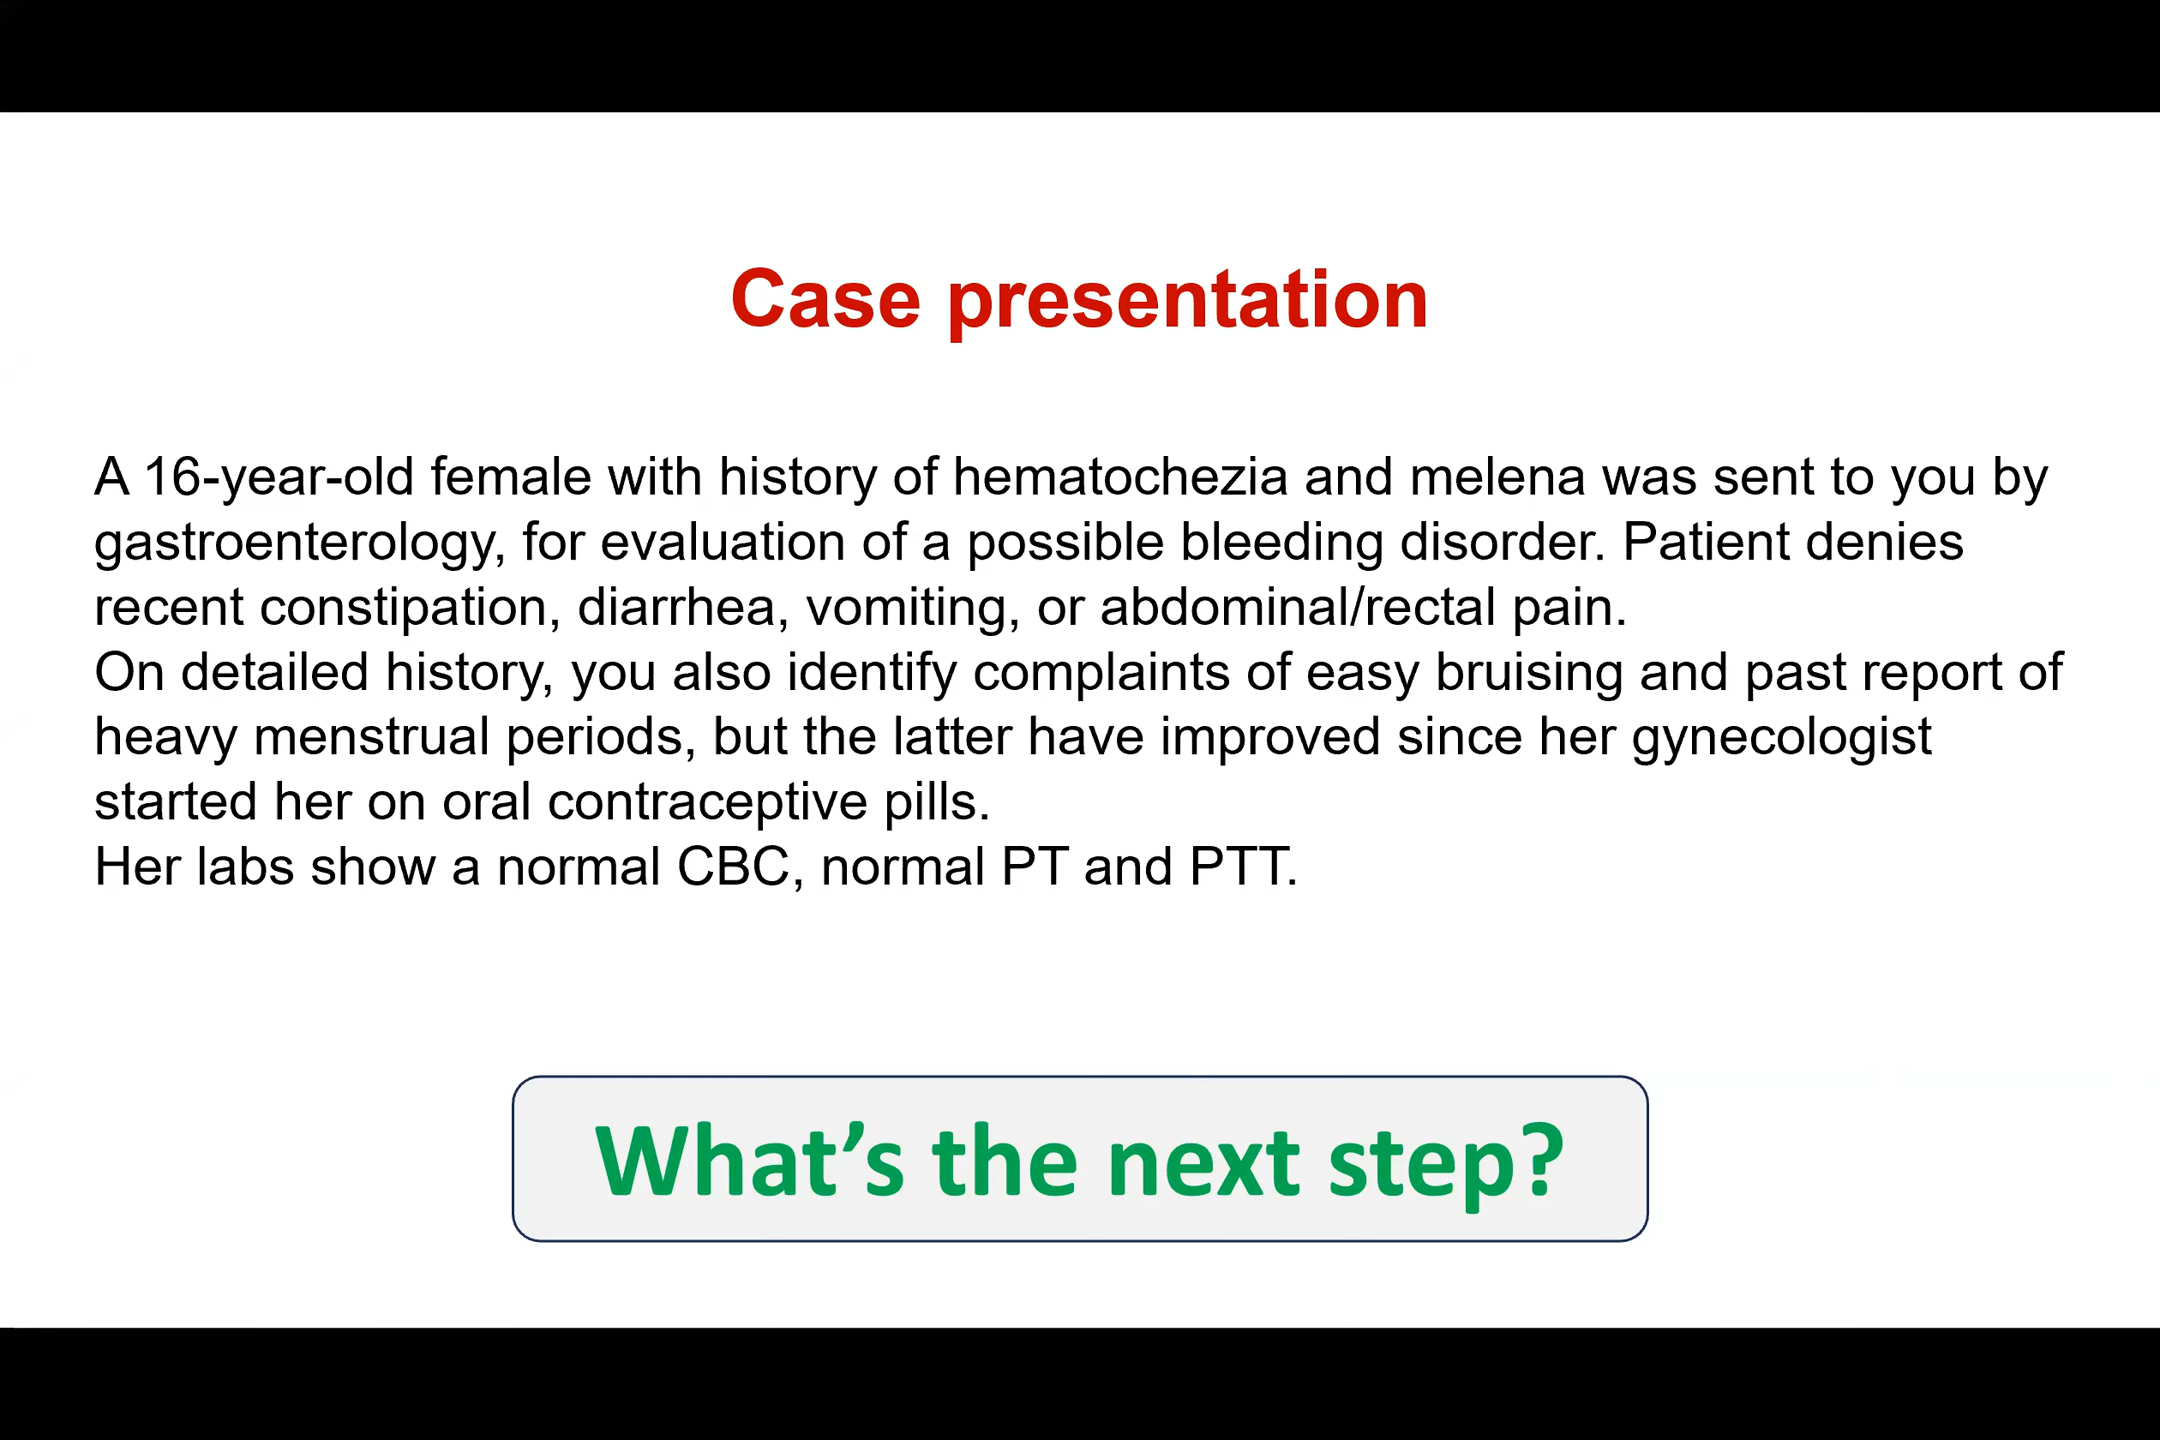 Case presentation
A 16-year-old female with history of hematochezia and melena was sent to you by
gastroenterology, for evaluation of a possible bleeding disorder. Patient denies
recent constipation, diarrhea, vomiting, or abdominal/rectal pain.
On detailed history, you also identify complaints of easy bruising and past report of
heavy menstrual periods, but the latter have improved since her gynecologist
started her on oral contraceptive pills.
Her labs show a normal CBC, normal PT and PTT.
What’s the next step?